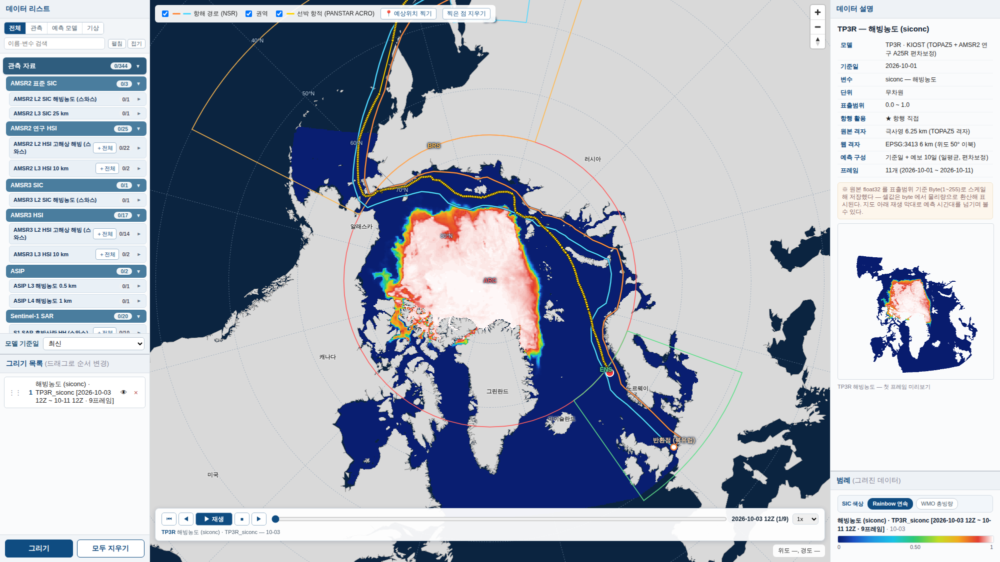 데이터 리스트
전체 관측 예측 모델 기상
이름·변수 검색 펼침 접기
관측 자료 0/344 ▼
AMSR2 표준 SIC 0/3 ▼
AMSR2 L2 SIC 해빙농도 (스와스) 0/1 ►
AMSR2 L3 SIC 25 km 0/1 ►
AMSR2 연구 HSI 0/25 ▼
AMSR2 L2 HSI 고해상 해빙 (스와스) +전체 0/22 ►
AMSR2 L3 HSI 10 km +전체 0/2 ►
AMSR3 SIC 0/1 ▼
AMSR3 L2 SIC 해빙농도 (스와스) 0/1 ►
AMSR3 HSI 0/17 ▼
AMSR3 L2 HSI 고해상 해빙 (스와스) +전체 0/14 ►
AMSR3 L3 HSI 10 km +전체 0/2 ►
ASIP 0/2 ▼
ASIP L3 해빙농도 0.5 km 0/1 ►
ASIP L4 해빙농도 1 km 0/1 ►
Sentinel-1 SAR 0/20 ▼
S1 SAR 후방산란 HH (스와스) +전체 0/10
모델 기준일 최신
그리기 목록 (드래그로 순서 변경)
1 해빙농도 (siconc) ·
TP3R_siconc [2026-10-03
12Z ~ 10-11 12Z · 9프레임] ×
그리기 모두 지우기
항해 경로 (NSR) 권역 선박 항적 (PANSTAR ACRO) 📍 예상위치 찍기 찍은 점 지우기
40°N
50°N
60°N
70°N
80°N
BRS
러시아
알래스카
ARC
캐나다
ENS
노르웨이
그린란드
아이슬란드
반환점 (북유럽)
미국
▶ 재생 2026-10-03 12Z (1/9) 1x
TP3R 해빙농도 (siconc) · TP3R_siconc — 10-03
위도 —, 경도 —
데이터 설명
TP3R — 해빙농도 (siconc)
모델 TP3R · KIOST (TOPAZ5 + AMSR2 연
구 A25R 편차보정)
기준일 2026-10-01
변수 siconc — 해빙농도
단위 무차원
표출범위 0.0 ~ 1.0
항행 활용 ★ 항행 직접
원본 격자 극사영 6.25 km (TOPAZ5 격자)
웹 격자 EPSG:3413 6 km (위도 50° 이북)
예측 구성 기준일 + 예보 10일 (일평균, 편차보정)
프레임 11개 (2026-10-01 ~ 2026-10-11)
※ 원본 float32 를 표출범위 기준 Byte(1~255)로 스케일
해 저장했다 — 셀값은 byte 에서 물리량으로 환산해 표
시된다. 지도 아래 재생 막대로 예측 시간대를 넘기며 볼
수 있다.
TP3R 해빙농도 — 첫 프레임 미리보기
범례 (그려진 데이터)
SIC 색상 Rainbow 연속 WMO 총빙량
해빙농도 (siconc) · TP3R_siconc [2026-10-03 12Z ~ 10-
11 12Z · 9프레임] · 10-03
0 0.50 1